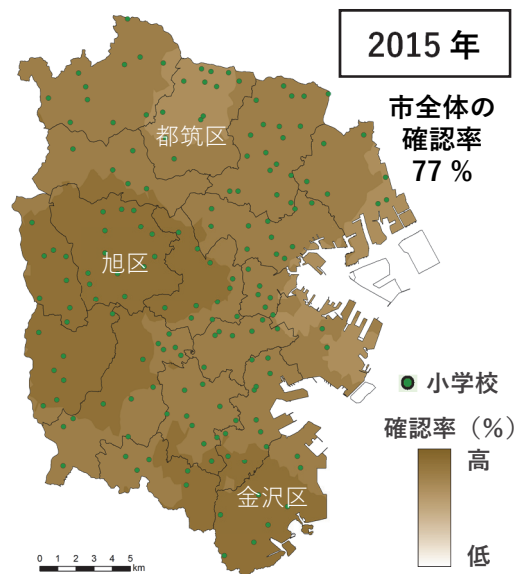 2015 年
市全体の
確認率
77 %
都筑区
旭区
小学校
確認率（%）
高
金沢区
低
0 1 2 3 4 5
km